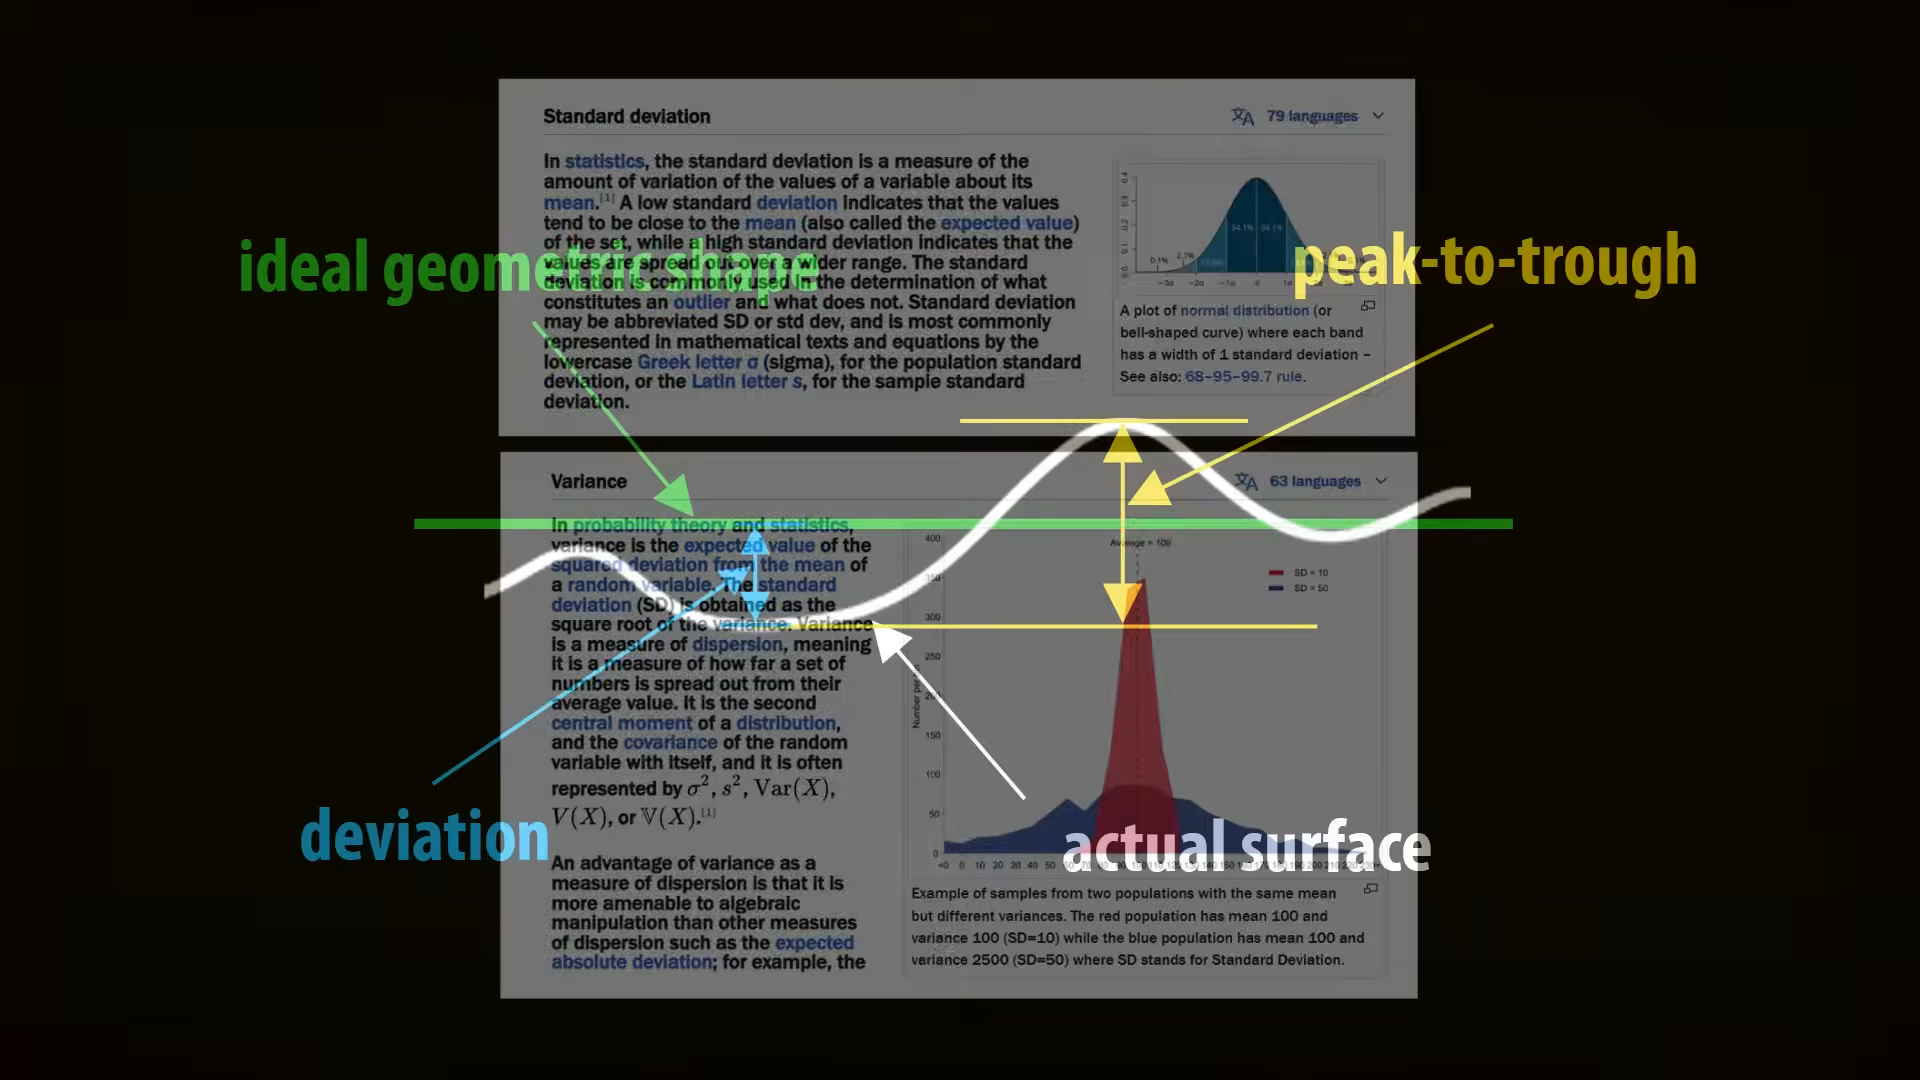 Standard deviation
79 languages
In statistics, the standard deviation is a measure of the
amount of variation of the values of a variable about its
mean.[1] A low standard deviation indicates that the values
tend to be close to the mean (also called the expected value)
of the set, while a high standard deviation indicates that the
values are spread out over a wider range. The standard
deviation is commonly used in the determination of what
constitutes an outlier and what does not. Standard deviation
may be abbreviated SD or std dev, and is most commonly
represented in mathematical texts and equations by the
lowercase Greek letter σ (sigma), for the population standard
deviation, or the Latin letter s, for the sample standard
deviation.
A plot of normal distribution (or
bell-shaped curve) where each band
has a width of 1 standard deviation –
See also: 68–95–99.7 rule.
ideal geometric shape
peak-to-trough
Variance
63 languages
In probability theory and statistics,
variance is the expected value of the
squared deviation from the mean of
a random variable. The standard
deviation (SD) is obtained as the
square root of the variance. Variance
is a measure of dispersion, meaning
it is a measure of how far a set of
numbers is spread out from their
average value. It is the second
central moment of a distribution,
and the covariance of the random
variable with itself, and it is often
represented by σ², s², Var(X),
V(X), or 𝕍(X).[1]
An advantage of variance as a
measure of dispersion is that it is
more amenable to algebraic
manipulation than other measures
of dispersion such as the expected
absolute deviation; for example, the
Average = 100
SD = 10
SD = 50
400
350
300
250
200
150
100
50
0
deviation
actual surface
Example of samples from two populations with the same mean
but different variances. The red population has mean 100 and
variance 100 (SD=10) while the blue population has mean 100 and
variance 2500 (SD=50) where SD stands for Standard Deviation.